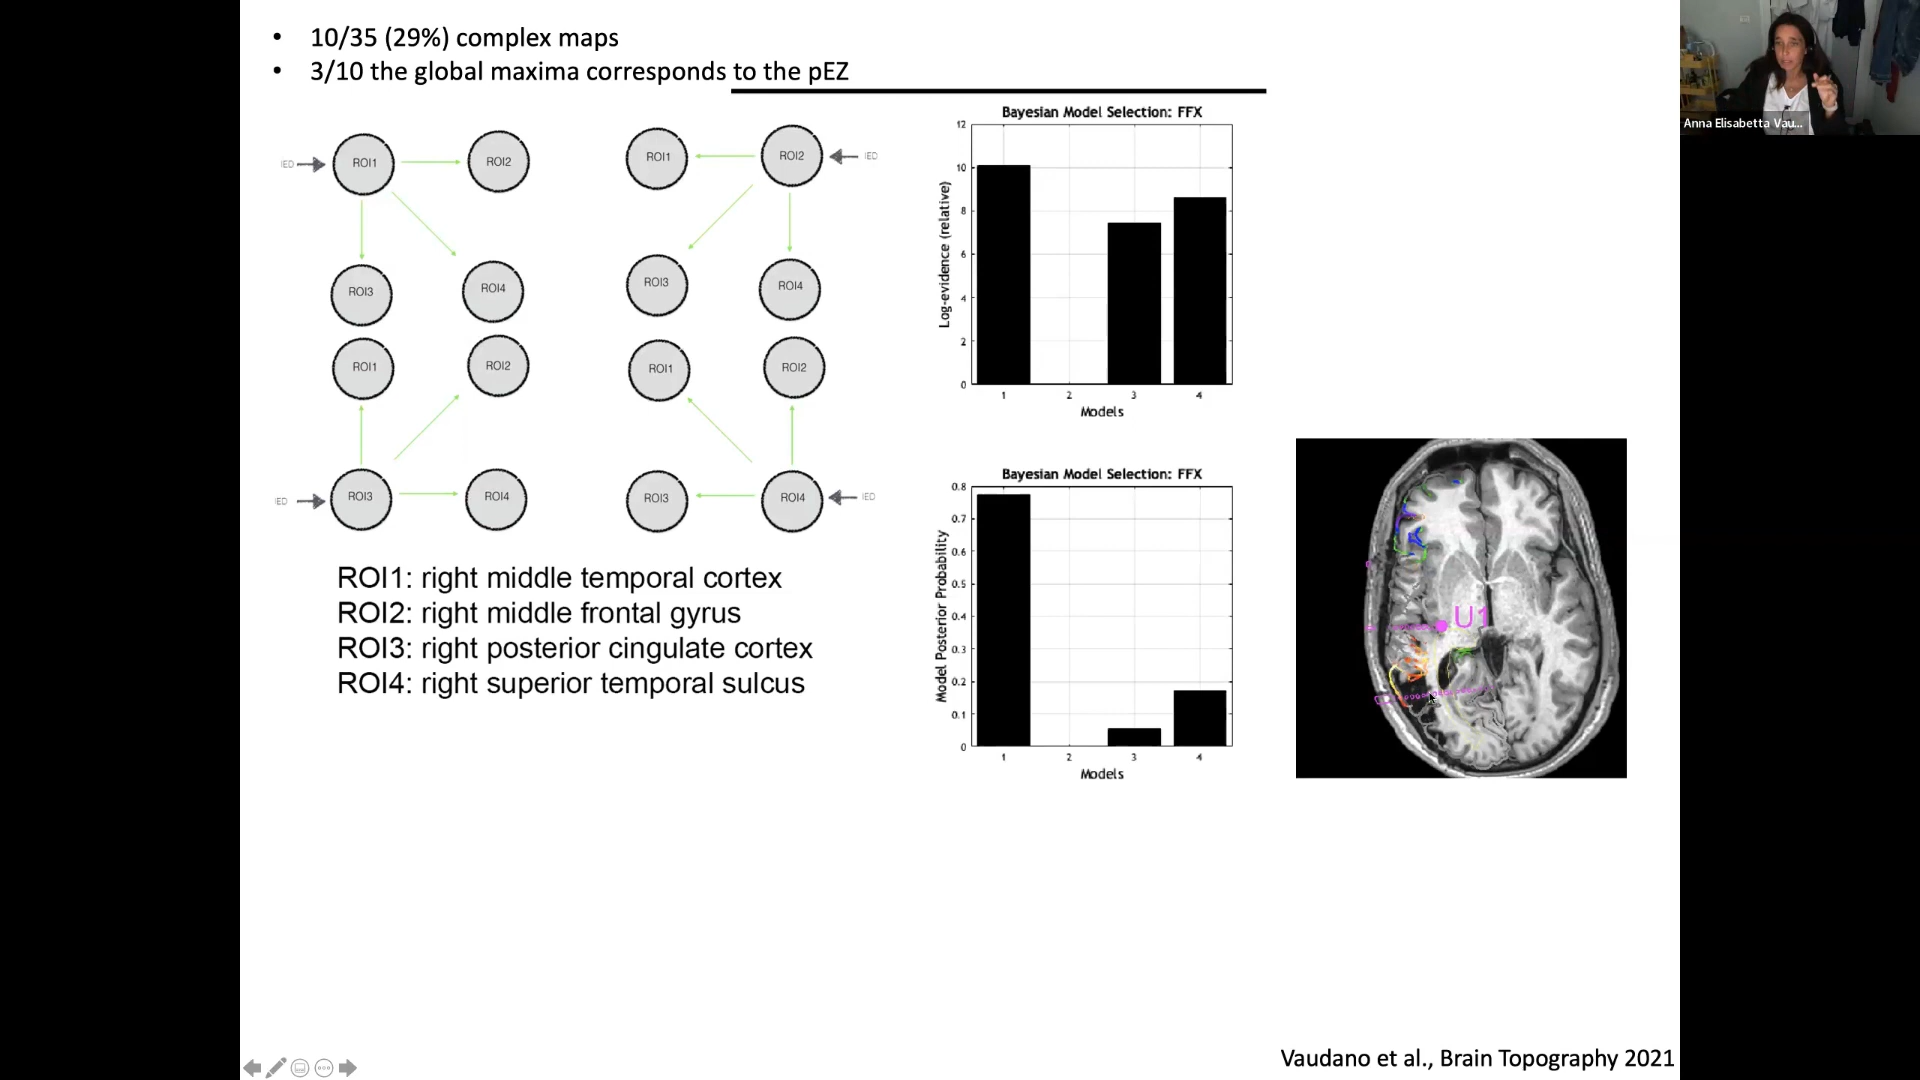 • 10/35 (29%) complex maps
• 3/10 the global maxima corresponds to the pEZ
Anna Elisabetta Vau...
IED ROI1 ROI2
ROI3 ROI4
ROI1 ROI2 IED
ROI3 ROI4
ROI1 ROI2
IED ROI3 ROI4
ROI1 ROI2
ROI3 ROI4 IED
Bayesian Model Selection: FFX
Log-evidence (relative)
12
10
8
6
4
2
0
1 2 3 4
Models
Bayesian Model Selection: FFX
Model Posterior Probability
0.8
0.7
0.6
0.5
0.4
0.3
0.2
0.1
0
1 2 3 4
Models
U1
ROI1: right middle temporal cortex
ROI2: right middle frontal gyrus
ROI3: right posterior cingulate cortex
ROI4: right superior temporal sulcus
Vaudano et al., Brain Topography 2021